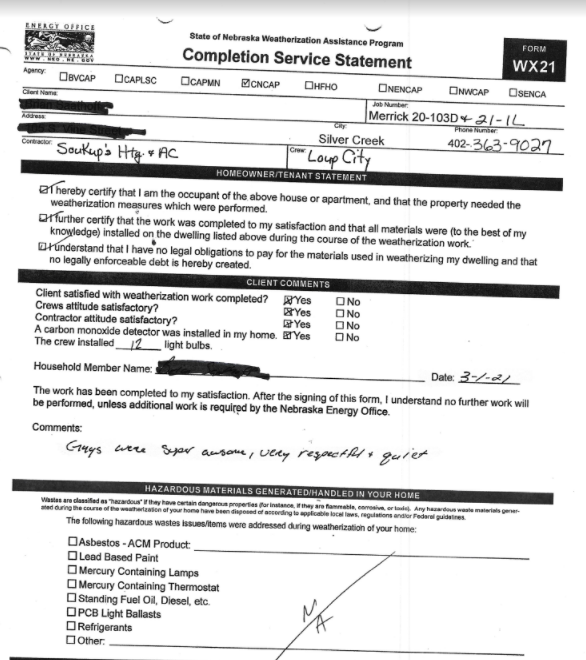 ENERGY OFFICE
STATE OF NEBRASKA
WWW.NEO.NE.GOV
State of Nebraska Weatherization Assistance Program
Completion Service Statement
FORM
WX21
Agency: ☐BVCAP ☐CAPLSC ☐CAPMN ☑CNCAP ☐HFHO ☐NENCAP ☐NWCAP ☐SENCA
Client Name:
Job Number:
Merrick 20-103D & 21-1L
Address:
City:
Silver Creek
Phone Number:
402-363-9027
Contractor: Soukup's Htg. & AC
Crew: Loup City
HOMEOWNER/TENANT STATEMENT
☑I hereby certify that I am the occupant of the above house or apartment, and that the property needed the
weatherization measures which were performed.
☑I further certify that the work was completed to my satisfaction and that all materials were (to the best of my
knowledge) installed on the dwelling listed above during the course of the weatherization work.
☑I understand that I have no legal obligations to pay for the materials used in weatherizing my dwelling and that
no legally enforceable debt is hereby created.
CLIENT COMMENTS
Client satisfied with weatherization work completed? ☒Yes ☐No
Crews attitude satisfactory? ☒Yes ☐No
Contractor attitude satisfactory? ☒Yes ☐No
A carbon monoxide detector was installed in my home. ☒Yes ☐No
The crew installed 12 light bulbs.
Household Member Name:
Date: 3-1-21
The work has been completed to my satisfaction. After the signing of this form, I understand no further work will
be performed, unless additional work is required by the Nebraska Energy Office.
Comments:
Guys were super awsome, very respectful & quiet
HAZARDOUS MATERIALS GENERATED/HANDLED IN YOUR HOME
Wastes are classified as "hazardous" if they have certain dangerous properties (for instance, if they are flammable, corrosive, or toxic). Any hazardous waste materials gener-
ated during the course of the weatherization of your home have been disposed of according to applicable local laws, regulations and/or Federal guidelines.
The following hazardous wastes issues/items were addressed during weatherization of your home:
☐Asbestos - ACM Product:
☐Lead Based Paint
☐Mercury Containing Lamps
☐Mercury Containing Thermostat
☐Standing Fuel Oil, Diesel, etc.
☐PCB Light Ballasts
☐Refrigerants
☐Other:
N/A